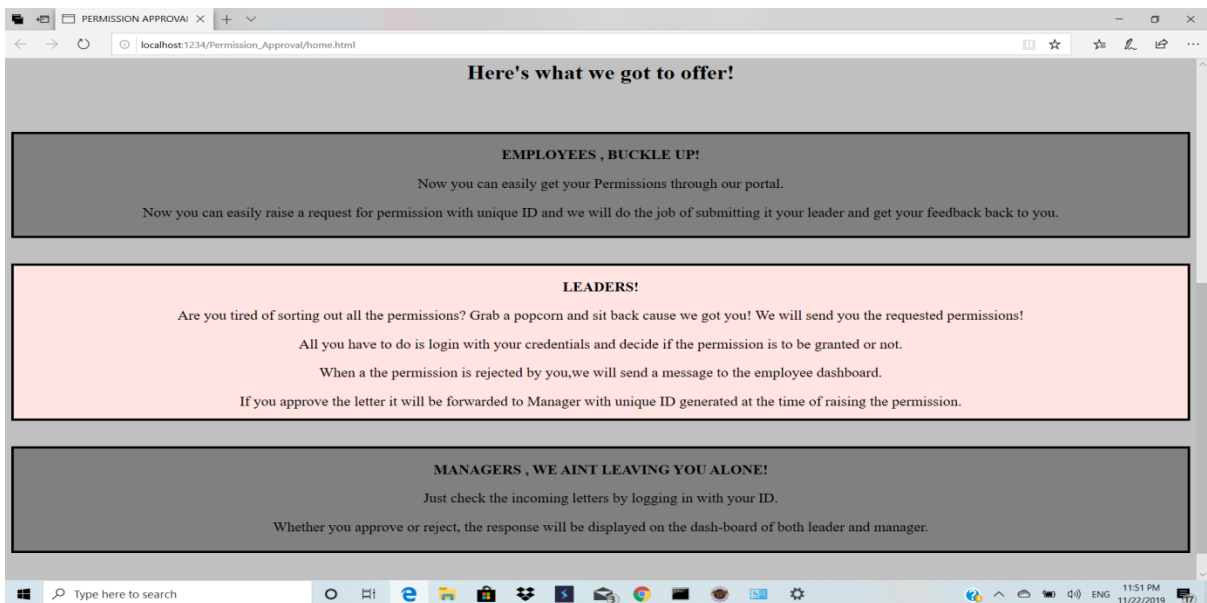 PERMISSION APPROVAL
localhost:1234/Permission_Approval/home.html
Here's what we got to offer!
EMPLOYEES , BUCKLE UP!
Now you can easily get your Permissions through our portal.
Now you can easily raise a request for permission with unique ID and we will do the job of submitting it your leader and get your feedback back to you.
LEADERS!
Are you tired of sorting out all the permissions? Grab a popcorn and sit back cause we got you! We will send you the requested permissions!
All you have to do is login with your credentials and decide if the permission is to be granted or not.
When a the permission is rejected by you,we will send a message to the employee dashboard.
If you approve the letter it will be forwarded to Manager with unique ID generated at the time of raising the permission.
MANAGERS , WE AINT LEAVING YOU ALONE!
Just check the incoming letters by logging in with your ID.
Whether you approve or reject, the response will be displayed on the dash-board of both leader and manager.
Type here to search
ENG
11:51 PM
11/22/2019
17